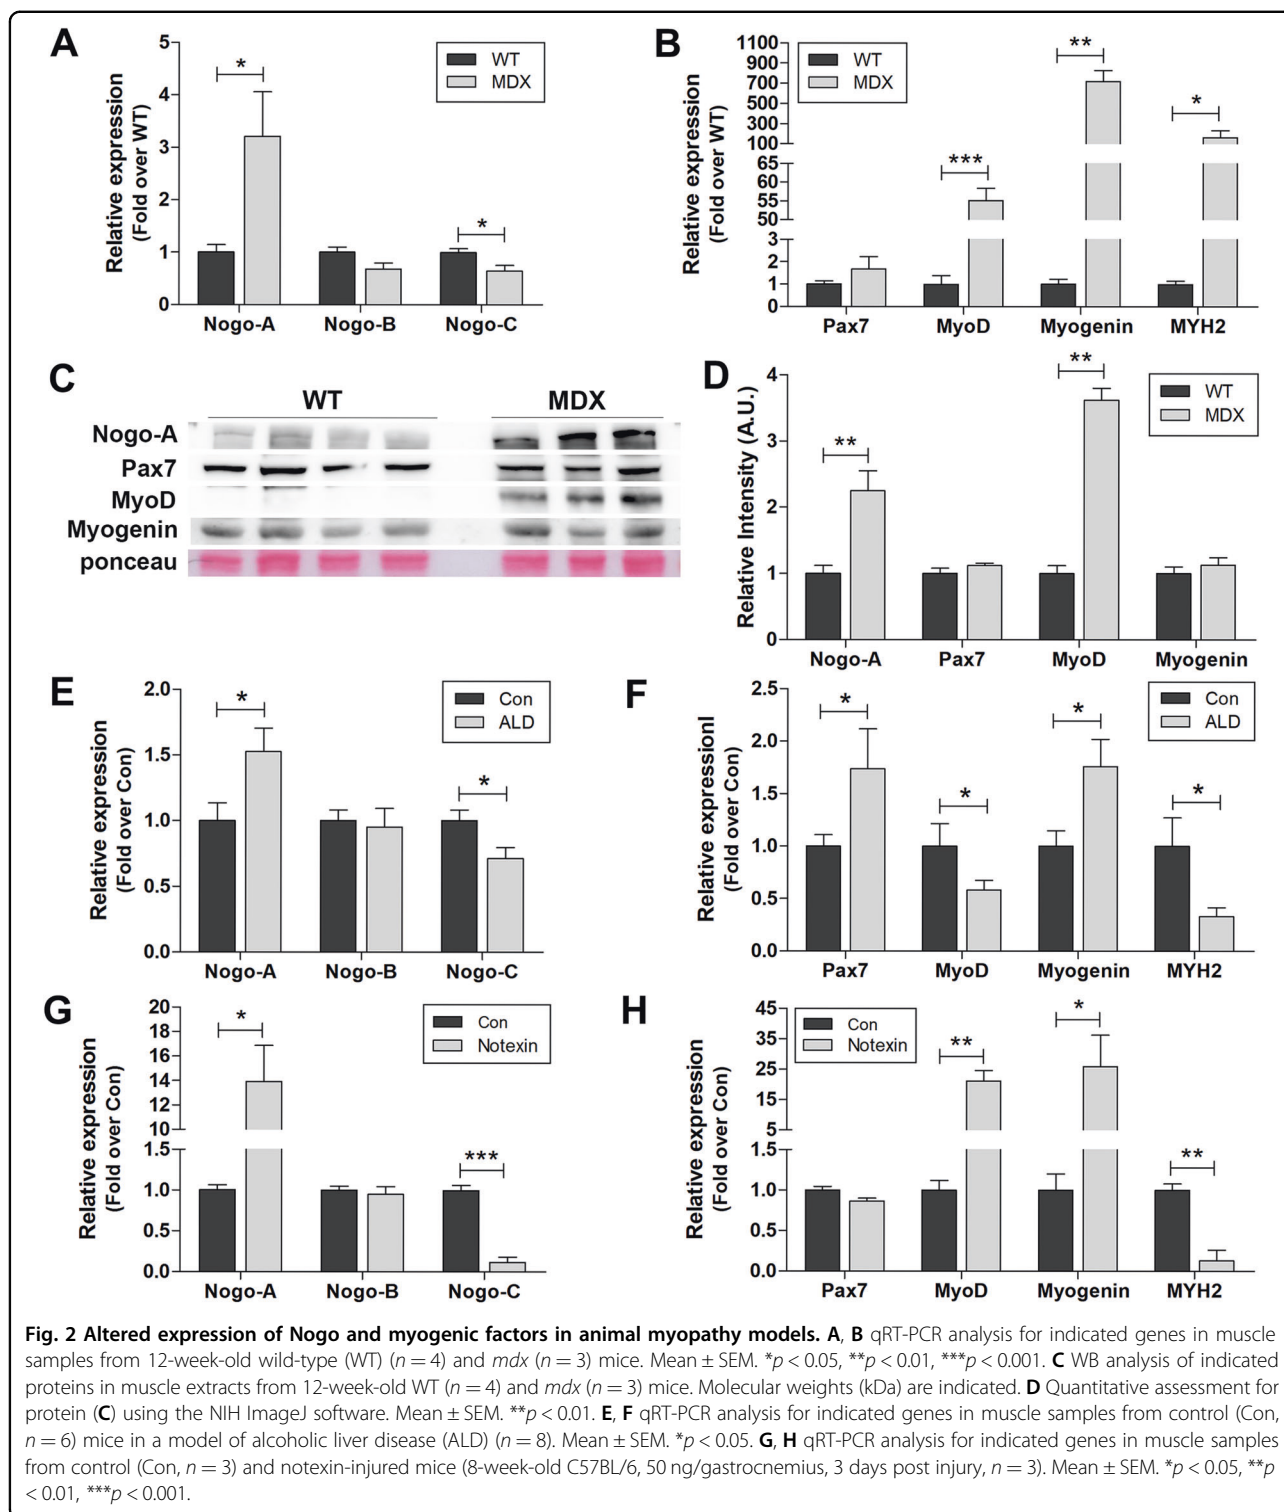 A
Relative expression
(Fold over WT)
5
4
3
2
1
0
WT
MDX
*
*
Nogo-A Nogo-B Nogo-C
B
Relative expression
(Fold over WT)
1100
900
700
500
300
100
65
60
55
50
3
2
1
0
WT
MDX
***
**
*
Pax7 MyoD Myogenin MYH2
C
WT MDX
Nogo-A
Pax7
MyoD
Myogenin
ponceau
D
Relative Intensity (A.U.)
4
3
2
1
0
WT
MDX
**
**
Nogo-A Pax7 MyoD Myogenin
E
Relative expression
(Fold over Con)
2.0
1.5
1.0
0.5
0.0
Con
ALD
*
*
Nogo-A Nogo-B Nogo-C
F
Relative expressionl
(Fold over Con)
2.5
2.0
1.5
1.0
0.5
0.0
Con
ALD
*
*
*
*
Pax7 MyoD Myogenin MYH2
G
Relative expression
(Fold over Con)
20
18
16
14
12
10
1.5
1.0
0.5
0.0
Con
Notexin
*
***
Nogo-A Nogo-B Nogo-C
H
Relative expression
(Fold over Con)
45
35
25
15
5
1.5
1.0
0.5
0.0
Con
Notexin
**
*
**
Pax7 MyoD Myogenin MYH2
Fig. 2 Altered expression of Nogo and myogenic factors in animal myopathy models. A, B qRT-PCR analysis for indicated genes in muscle
samples from 12-week-old wild-type (WT) (n = 4) and mdx (n = 3) mice. Mean ± SEM. *p < 0.05, **p < 0.01, ***p < 0.001. C WB analysis of indicated
proteins in muscle extracts from 12-week-old WT (n = 4) and mdx (n = 3) mice. Molecular weights (kDa) are indicated. D Quantitative assessment for
protein (C) using the NIH ImageJ software. Mean ± SEM. **p < 0.01. E, F qRT-PCR analysis for indicated genes in muscle samples from control (Con,
n = 6) mice in a model of alcoholic liver disease (ALD) (n = 8). Mean ± SEM. *p < 0.05. G, H qRT-PCR analysis for indicated genes in muscle samples
from control (Con, n = 3) and notexin-injured mice (8-week-old C57BL/6, 50 ng/gastrocnemius, 3 days post injury, n = 3). Mean ± SEM. *p < 0.05, **p
< 0.01, ***p < 0.001.